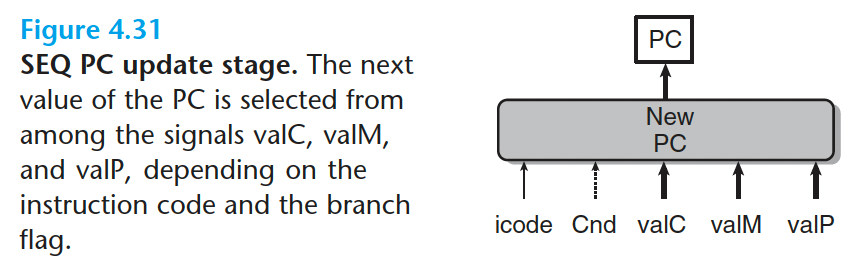 Figure 4.31
SEQ PC update stage. The next
value of the PC is selected from
among the signals valC, valM,
and valP, depending on the
instruction code and the branch
flag.
PC
New
PC
icode Cnd valC valM valP